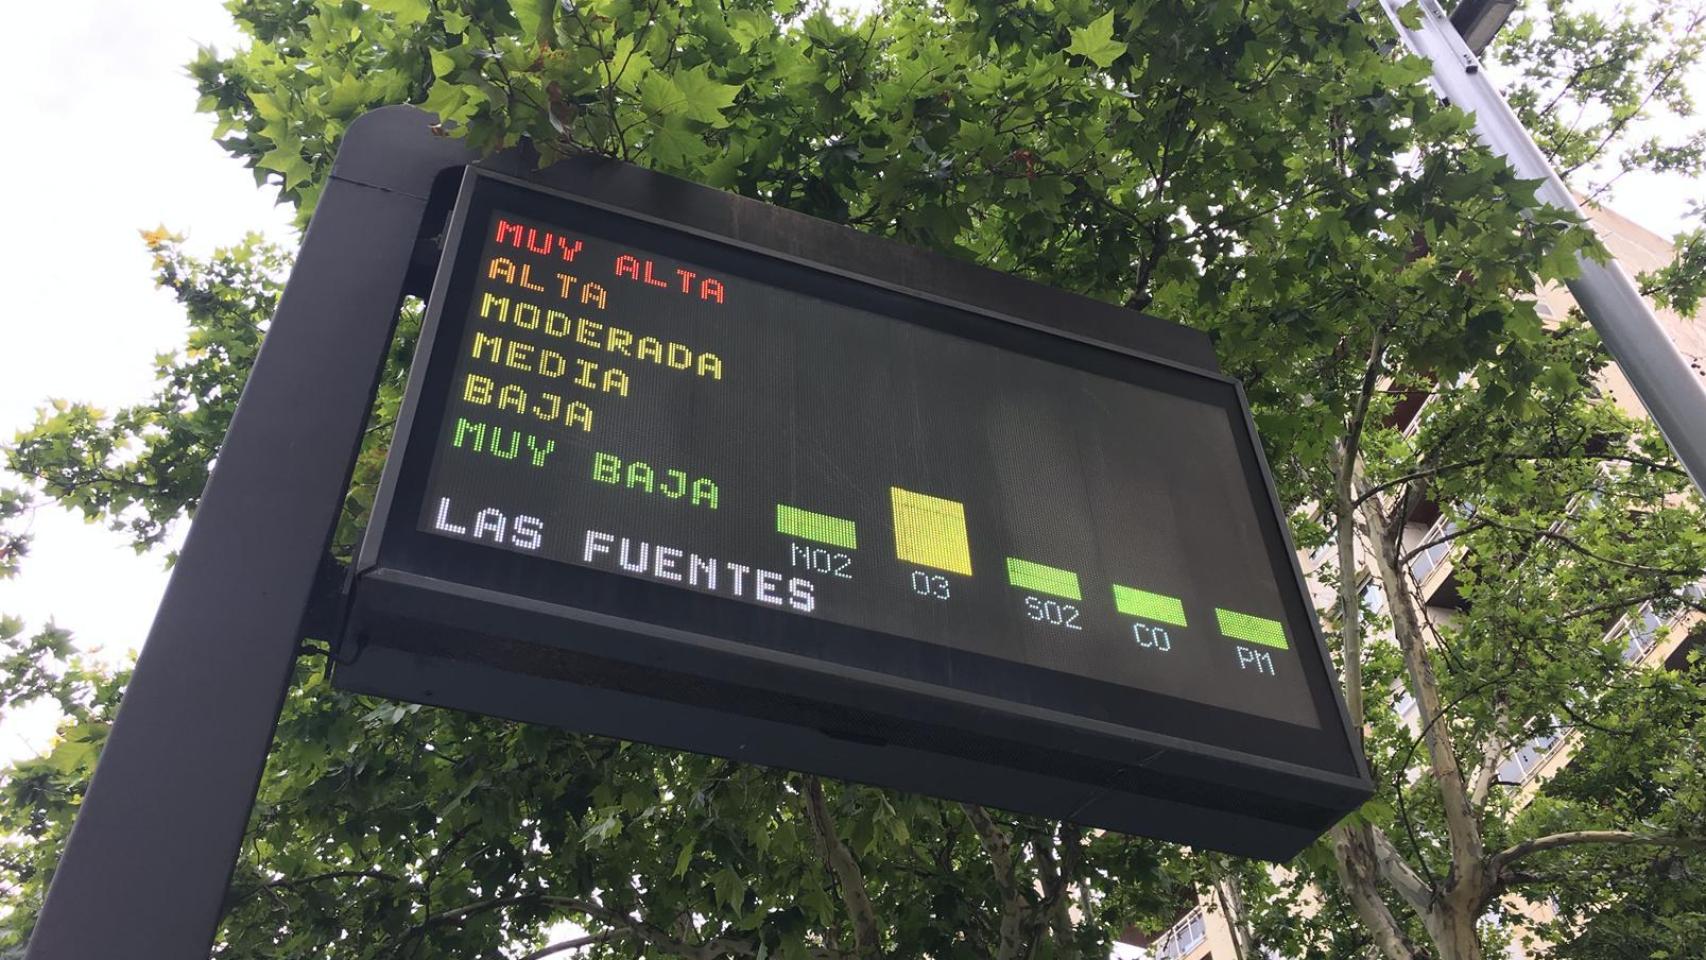 MUY ALTA
ALTA
MODERADA
MEDIA
BAJA
MUY BAJA
LAS FUENTES
NO2 O3 SO2 CO PM